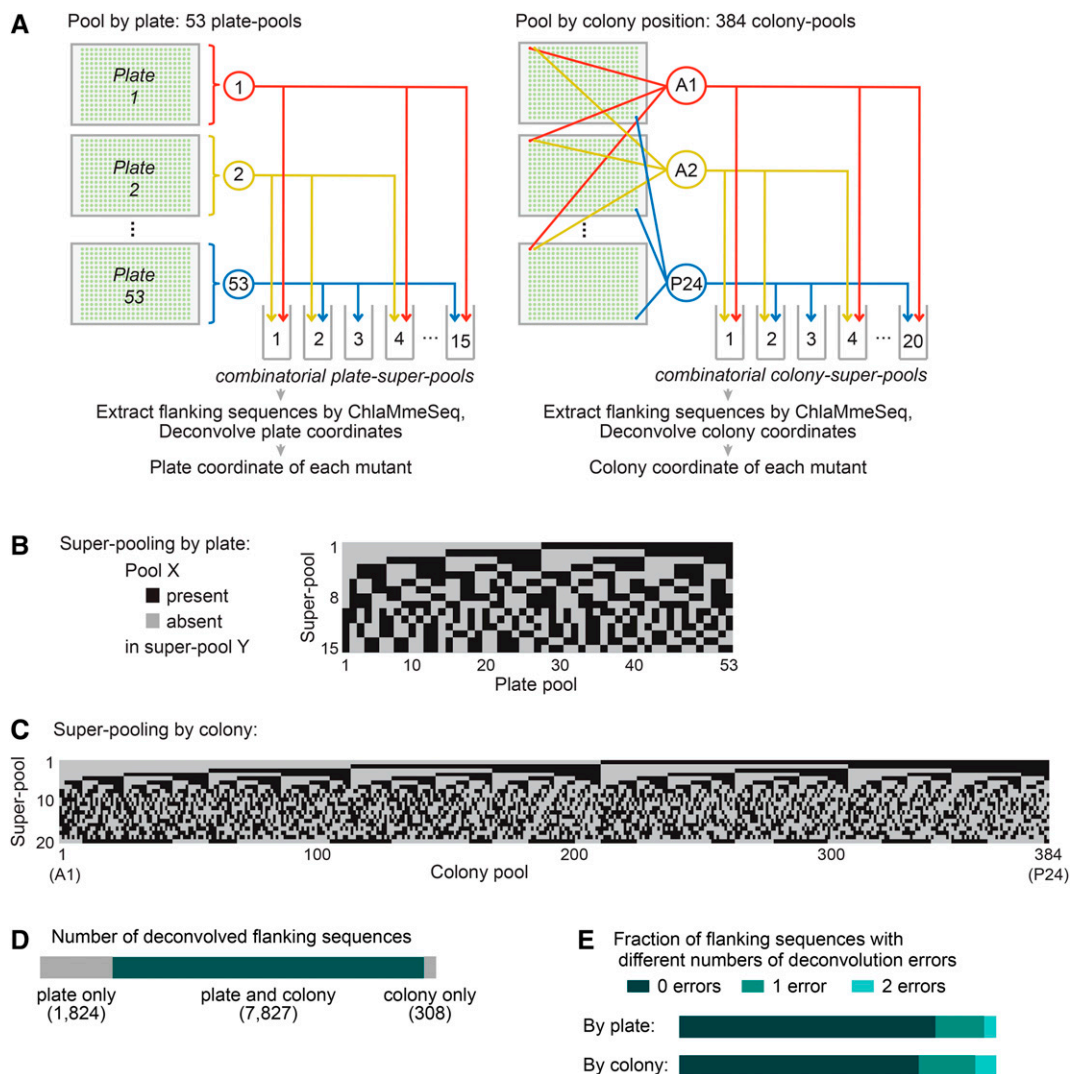 A
Pool by plate: 53 plate-pools
Pool by colony position: 384 colony-pools
Plate
1
1
Plate
2
2
⋮
Plate
53
53
1 2 3 4 ... 15
combinatorial plate-super-pools
Extract flanking sequences by ChlaMmeSeq,
Deconvolve plate coordinates
Plate coordinate of each mutant
A1
A2
⋮
P24
1 2 3 4 ... 20
combinatorial colony-super-pools
Extract flanking sequences by ChlaMmeSeq,
Deconvolve colony coordinates
Colony coordinate of each mutant
B
Super-pooling by plate:
Pool X
present
absent
in super-pool Y
Super-pool
1
8
15
1 10 20 30 40 53
Plate pool
C
Super-pooling by colony:
Super-pool
1
10
20
1 100 200 300 384
(A1) Colony pool (P24)
D
Number of deconvolved flanking sequences
plate only plate and colony colony only
(1,824) (7,827) (308)
E
Fraction of flanking sequences with
different numbers of deconvolution errors
0 errors 1 error 2 errors
By plate:
By colony: